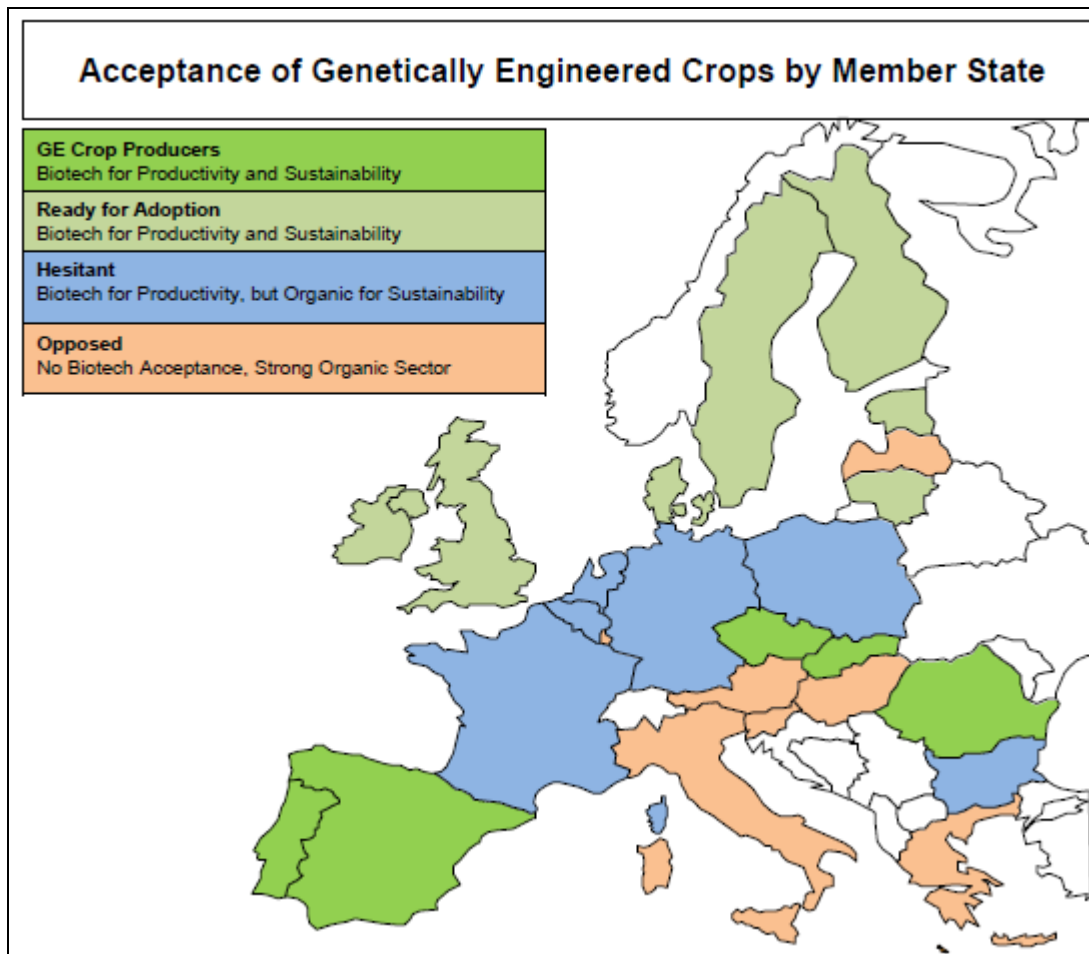 Acceptance of Genetically Engineered Crops by Member State
GE Crop Producers
Biotech for Productivity and Sustainability
Ready for Adoption
Biotech for Productivity and Sustainability
Hesitant
Biotech for Productivity, but Organic for Sustainability
Opposed
No Biotech Acceptance, Strong Organic Sector